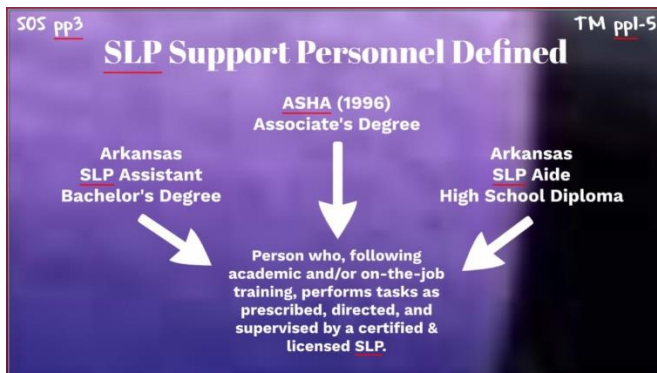 SOS pp3
TM pp1-5
SLP Support Personnel Defined
ASHA (1996)
Associate's Degree
Arkansas
SLP Assistant
Bachelor's Degree
Arkansas
SLP Aide
High School Diploma
Person who, following
academic and/or on-the-job
training, performs tasks as
prescribed, directed, and
supervised by a certified &
licensed SLP.